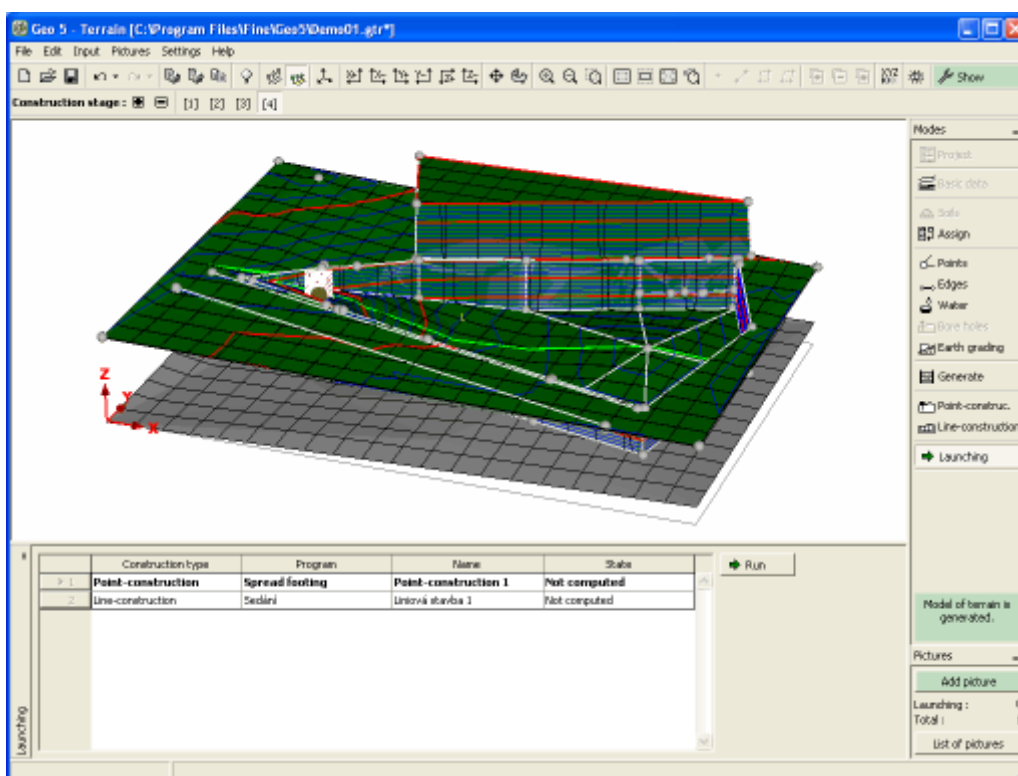 Geo 5 - Terrain [C:\Program Files\Fine\Geo5\Demo01.gtr*]
File Edit Input Pictures Settings Help
Show
Construction stage: [1] [2] [3] [4]
Modes
Project
Basic data
Soils
Assign
Points
Edges
Water
Bore holes
Earth grading
Generate
Point-construc.
Line-construction
Launching
Z
Y
X
Construction type Program Name State
> 1 Point-construction Spread footing Point-construction 1 Not computed
2 Line-construction Sedání Liniová stavba 1 Not computed
Run
Model of terrain is
generated.
Pictures
Add picture
Launching :
Total :
List of pictures
Launching